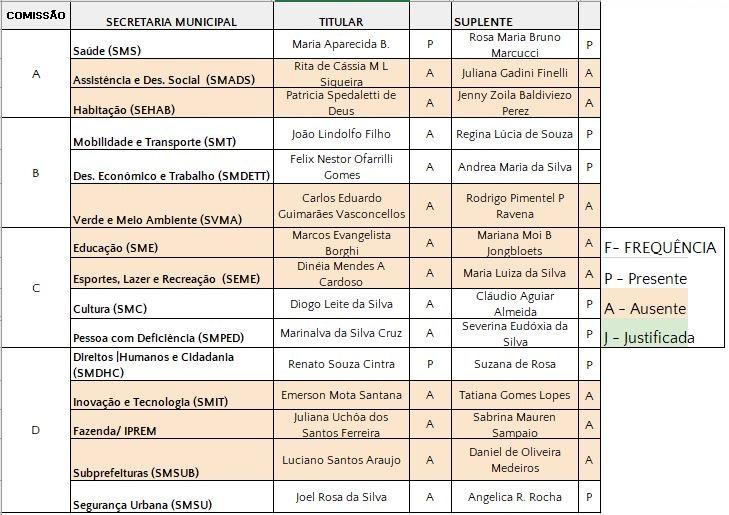 COMISSÃO SECRETARIA MUNICIPAL TITULAR SUPLENTE
A
Saúde (SMS) Maria Aparecida B. P Rosa Maria Bruno Marcucci P
Assistência e Des. Social (SMADS) Rita de Cássia M L Siqueira A Juliana Gadini Finelli A
Habitação (SEHAB) Patricia Spedaletti de Deus A Jenny Zoila Baldiviezo Perez A
B
Mobilidade e Transporte (SMT) João Lindolfo Filho A Regina Lúcia de Souza P
Des. Econômico e Trabalho (SMDETT) Felix Nestor Ofarrilli Gomes A Andrea Maria da Silva P
Verde e Meio Ambiente (SVMA) Carlos Eduardo Guimarães Vasconcellos A Rodrigo Pimentel P Ravena A
C
Educação (SME) Marcos Evangelista Borghi A Mariana Moi B Jongbloets A
Esportes, Lazer e Recreação (SEME) Dinéia Mendes A Cardoso A Maria Luiza da Silva A
Cultura (SMC) Diogo Leite da Silva A Cláudio Aguiar Almeida P
Pessoa com Deficiência (SMPED) Marinalva da Silva Cruz A Severina Eudóxia da Silva P
D
Direitos |Humanos e Cidadania (SMDHC) Renato Souza Cintra P Suzana de Rosa P
Inovação e Tecnologia (SMIT) Emerson Mota Santana A Tatiana Gomes Lopes A
Fazenda/ IPREM Juliana Uchôa dos Santos Ferreira A Sabrina Mauren Sampaio A
Subprefeituras (SMSUB) Luciano Santos Araujo A Daniel de Oliveira Medeiros A
Segurança Urbana (SMSU) Joel Rosa da Silva A Angelica R. Rocha P
F- FREQUÊNCIA
P - Presente
A - Ausente
J - Justificada